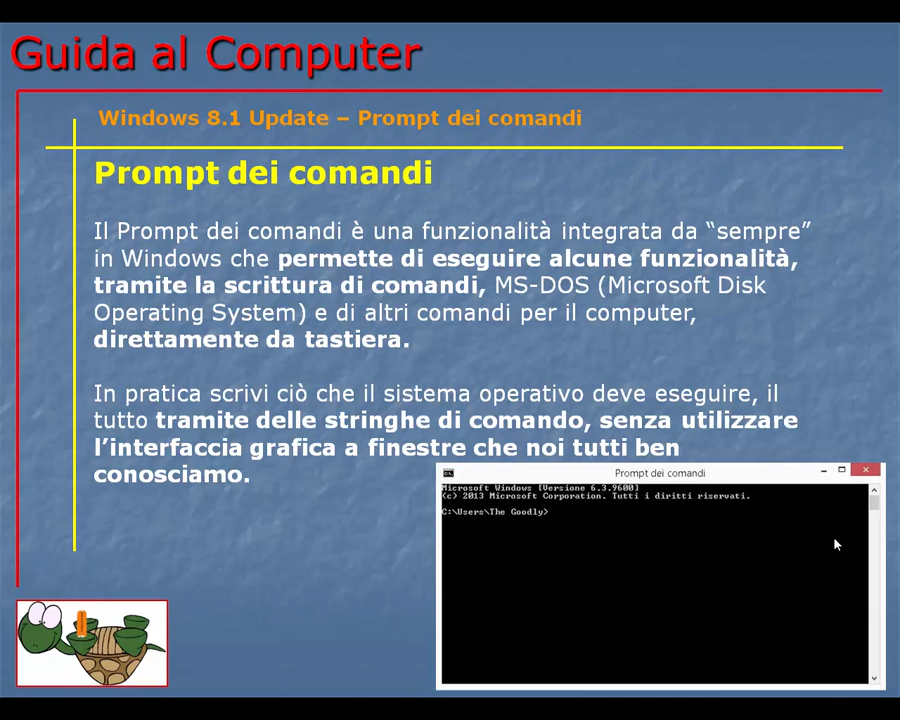 Guida al Computer
Windows 8.1 Update – Prompt dei comandi
Prompt dei comandi
Il Prompt dei comandi è una funzionalità integrata da “sempre”
in Windows che permette di eseguire alcune funzionalità,
tramite la scrittura di comandi, MS-DOS (Microsoft Disk
Operating System) e di altri comandi per il computer,
direttamente da tastiera.
In pratica scrivi ciò che il sistema operativo deve eseguire, il
tutto tramite delle stringhe di comando, senza utilizzare
l’interfaccia grafica a finestre che noi tutti ben
conosciamo.
Prompt dei comandi
Microsoft Windows [Versione 6.3.9600]
(c) 2013 Microsoft Corporation. Tutti i diritti riservati.
C:\Users\The Goodly>